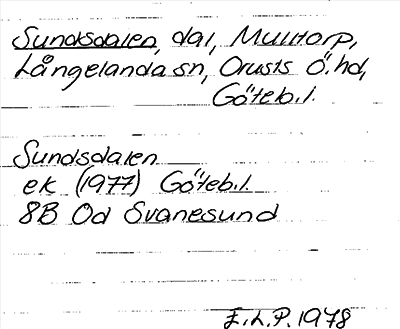 Sundsdalen, dal, Mulltorp,
Långelanda sn, Orusts Ö. hd,
Göteb.l.
Sundsdalen
ek (1977) Göteb.l.
8B Od Svanesund
E.L.P. 1978